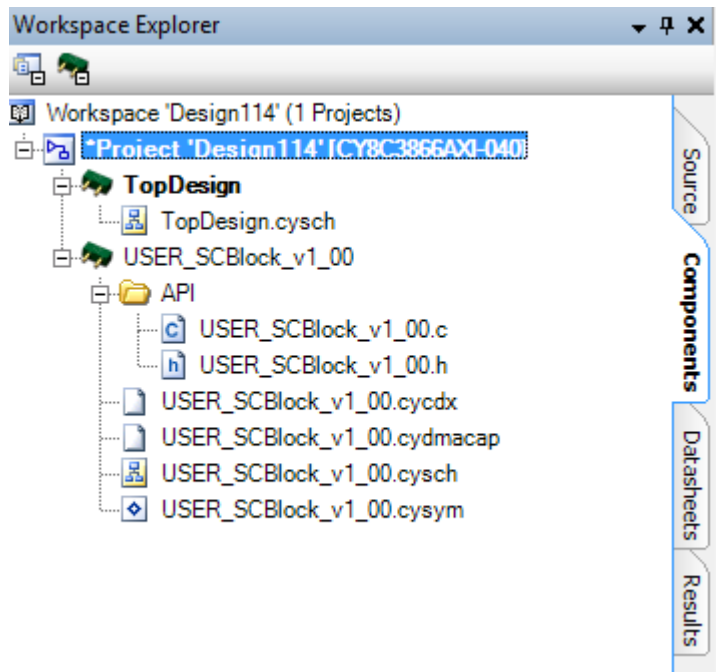 Workspace Explorer
Workspace 'Design114' (1 Projects)
*Project 'Design114' [CY8C3866AXI-040]
TopDesign
TopDesign.cysch
USER_SCBlock_v1_00
API
c USER_SCBlock_v1_00.c
h USER_SCBlock_v1_00.h
USER_SCBlock_v1_00.cycdx
USER_SCBlock_v1_00.cydmacap
USER_SCBlock_v1_00.cysch
USER_SCBlock_v1_00.cysym
Source
Components
Datasheets
Results